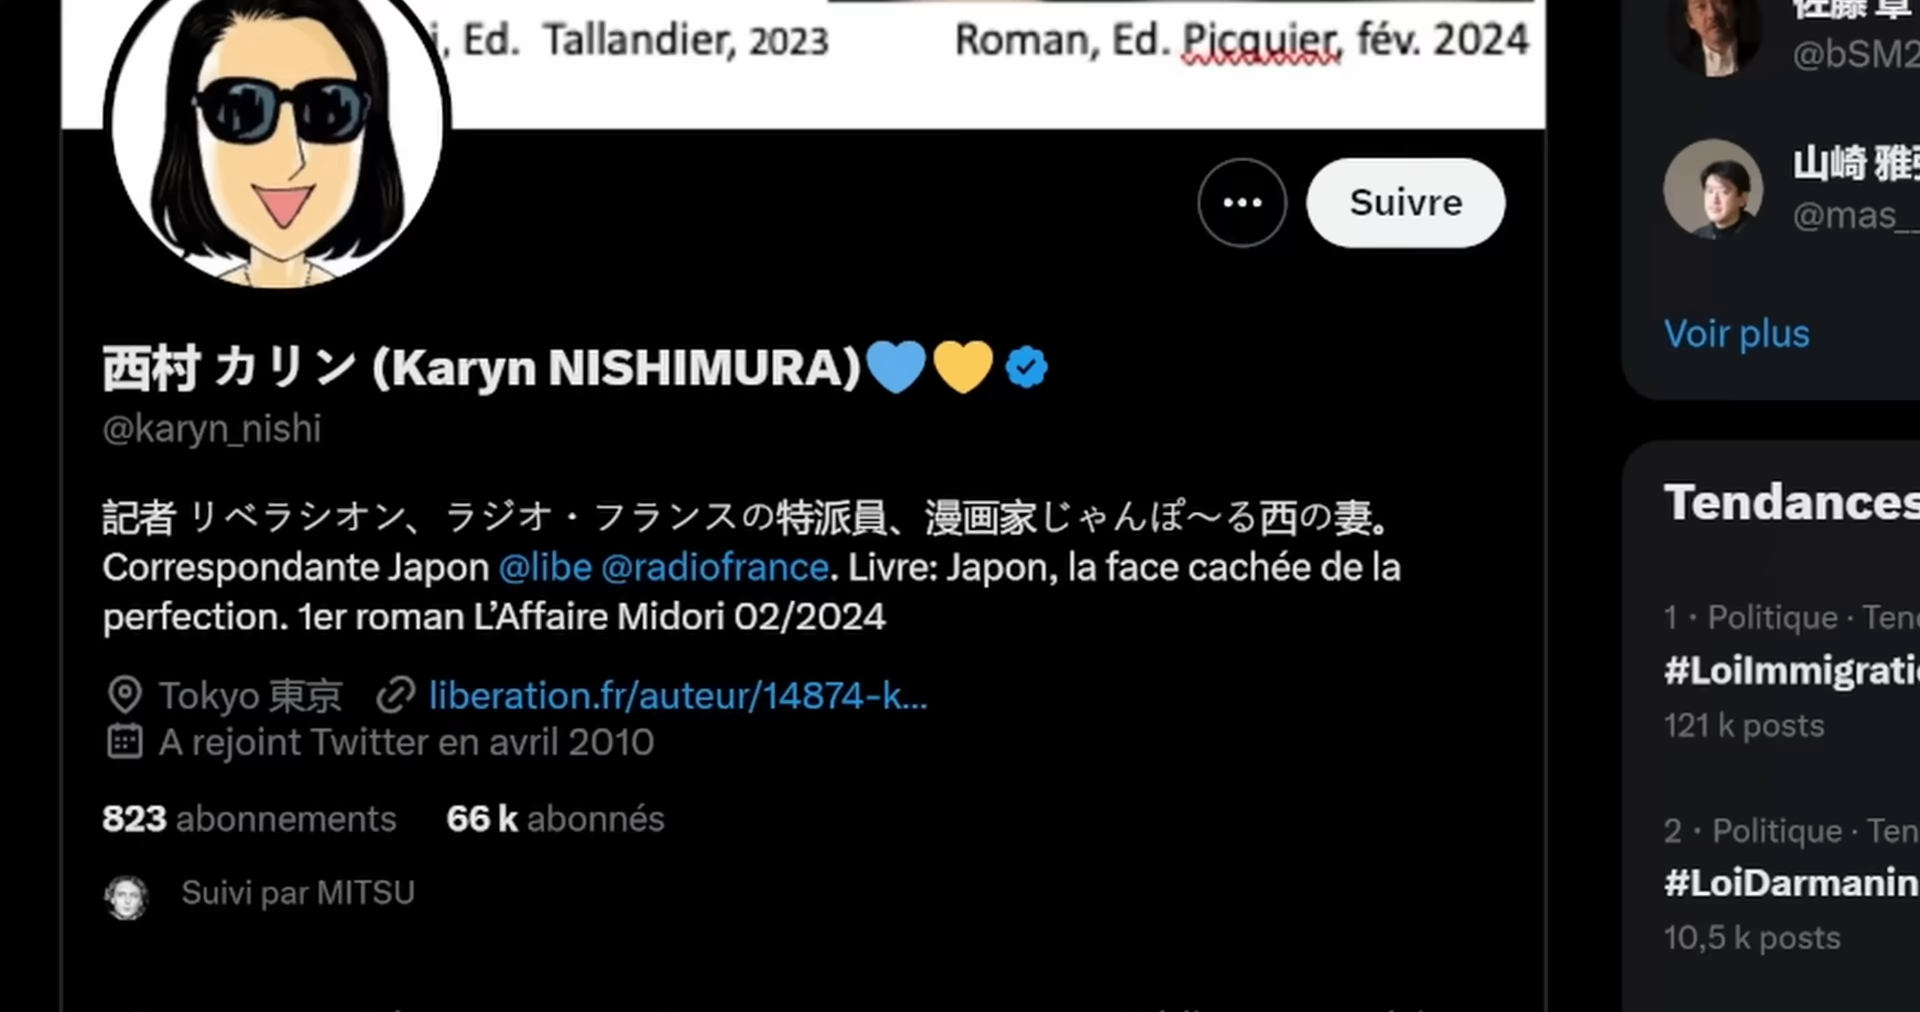 , Ed. Tallandier, 2023
Roman, Ed. Picquier, fév. 2024
Suivre
西村 カリン (Karyn NISHIMURA)💙💛
@karyn_nishi
記者 リベラシオン、ラジオ・フランスの特派員、漫画家じゃんぽ〜る西の妻。
Correspondante Japon @libe @radiofrance. Livre: Japon, la face cachée de la
perfection. 1er roman L’Affaire Midori 02/2024
Tokyo 東京 liberation.fr/auteur/14874-k...
A rejoint Twitter en avril 2010
823 abonnements 66 k abonnés
Suivi par MITSU
佐藤 章
@bSM2
山崎 雅
@mas__
Voir plus
Tendances
1 · Politique · Ten
#LoiImmigrati
121 k posts
2 · Politique · Ten
#LoiDarmanin
10,5 k posts